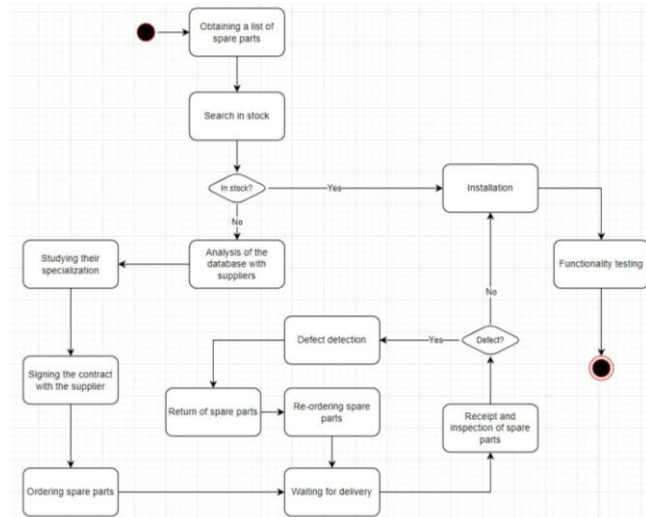 Obtaining a list of
spare parts
Search in stock
In stock?
Yes
Installation
No
Studying their
specialization
Analysis of the
database with
suppliers
Functionality testing
No
Defect detection
Yes
Defect?
Signing the contract
with the supplier
Return of spare parts
Re-ordering spare
parts
Receipt and
inspection of spare
parts
Ordering spare parts
Waiting for delivery